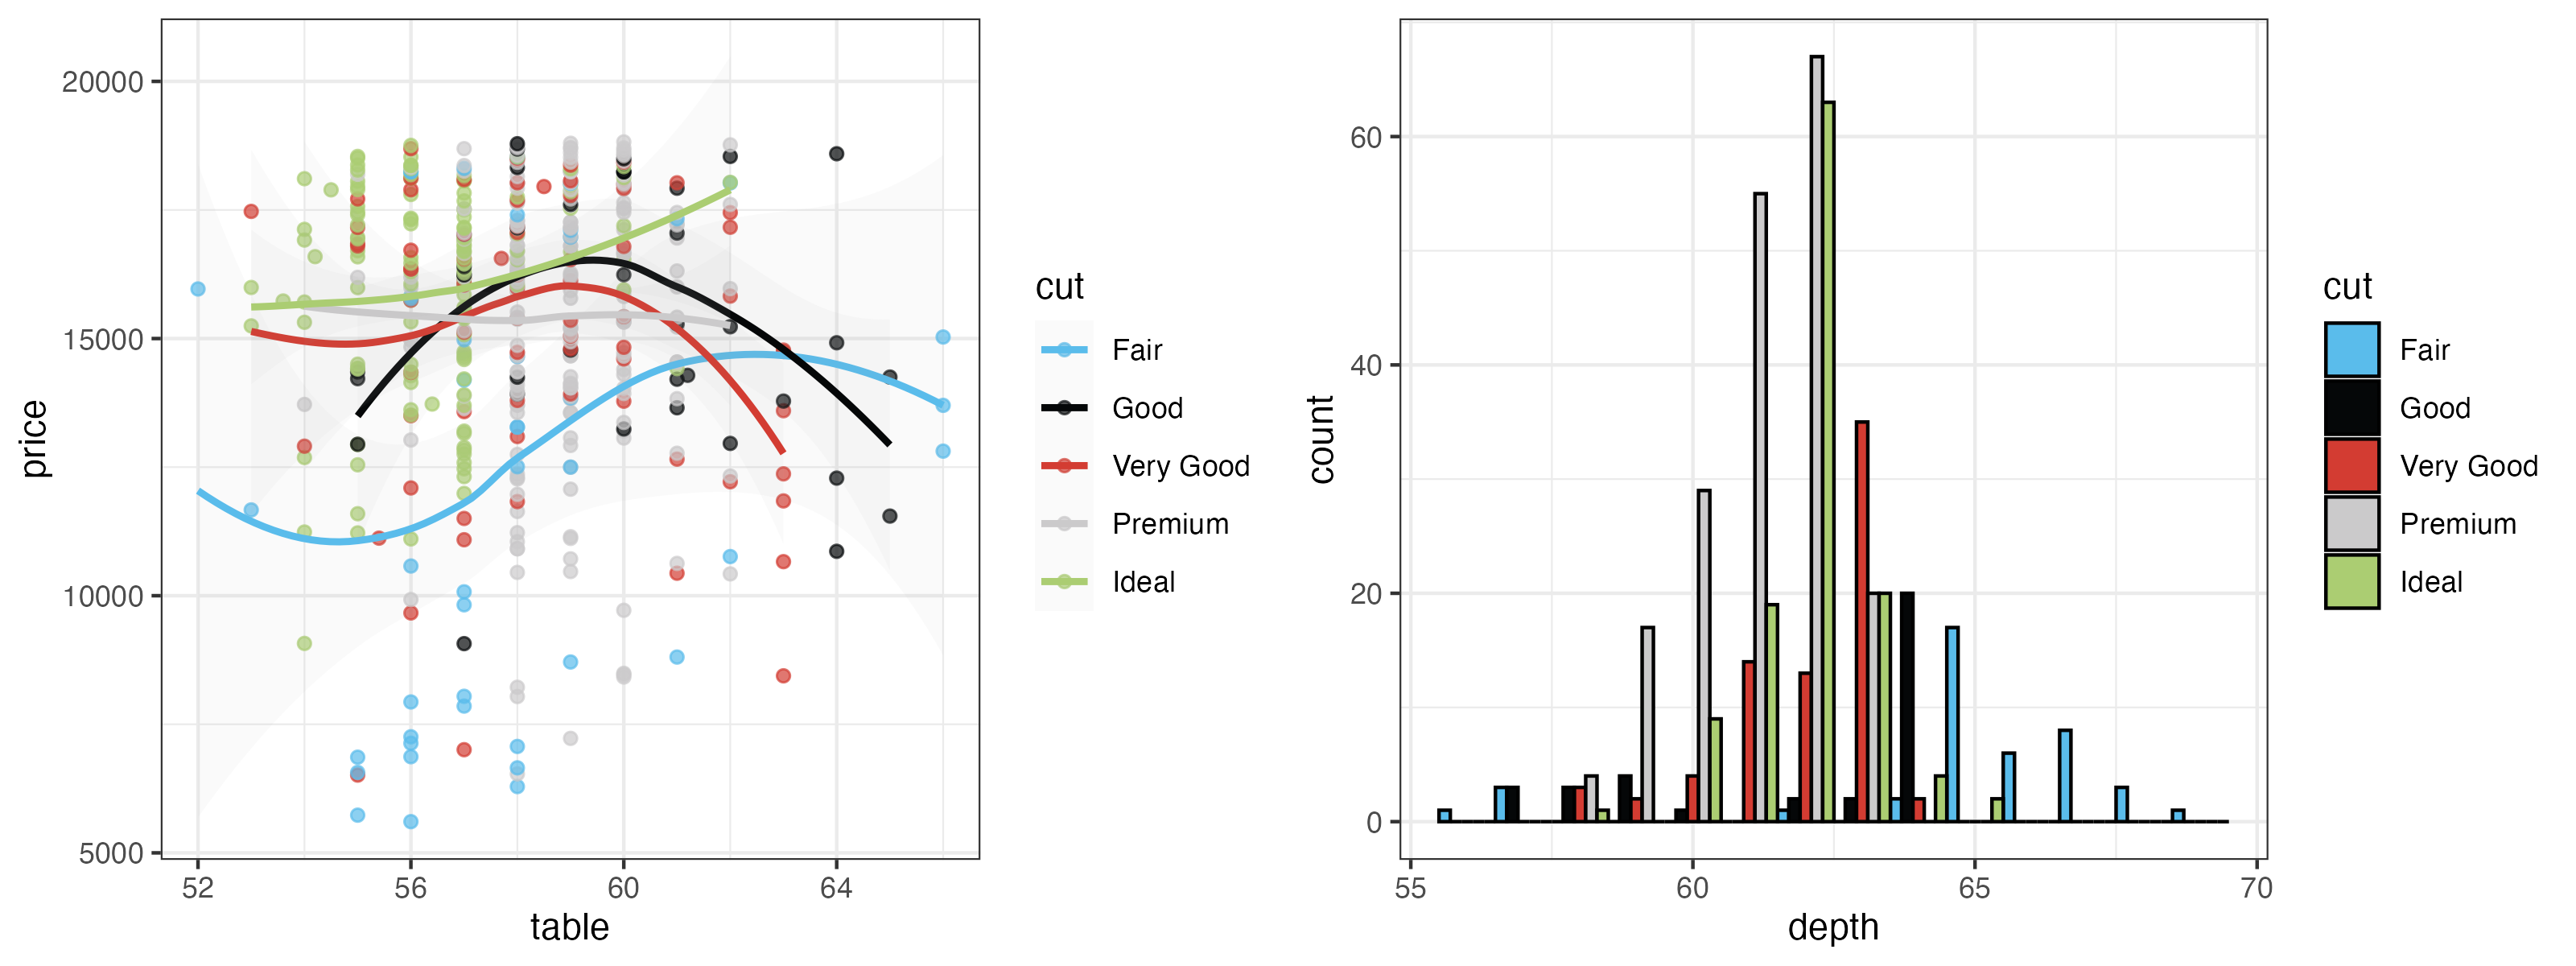 20000
15000
10000
5000
price
52 56 60 64
table
cut
Fair
Good
Very Good
Premium
Ideal
60
40
20
0
count
55 60 65 70
depth
cut
Fair
Good
Very Good
Premium
Ideal